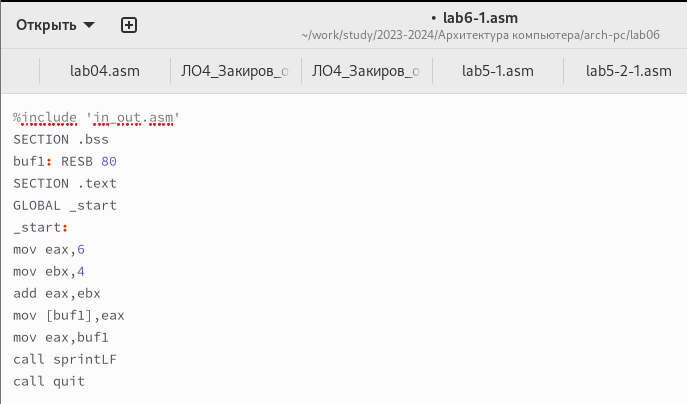 Открыть
• lab6-1.asm
~/work/study/2023-2024/Архитектура компьютера/arch-pc/lab06
lab04.asm ЛО4_Закиров_о ЛО4_Закиров_о lab5-1.asm lab5-2-1.asm
%include 'in_out.asm'
SECTION .bss
buf1: RESB 80
SECTION .text
GLOBAL _start
_start:
mov eax,6
mov ebx,4
add eax,ebx
mov [buf1],eax
mov eax,buf1
call sprintLF
call quit